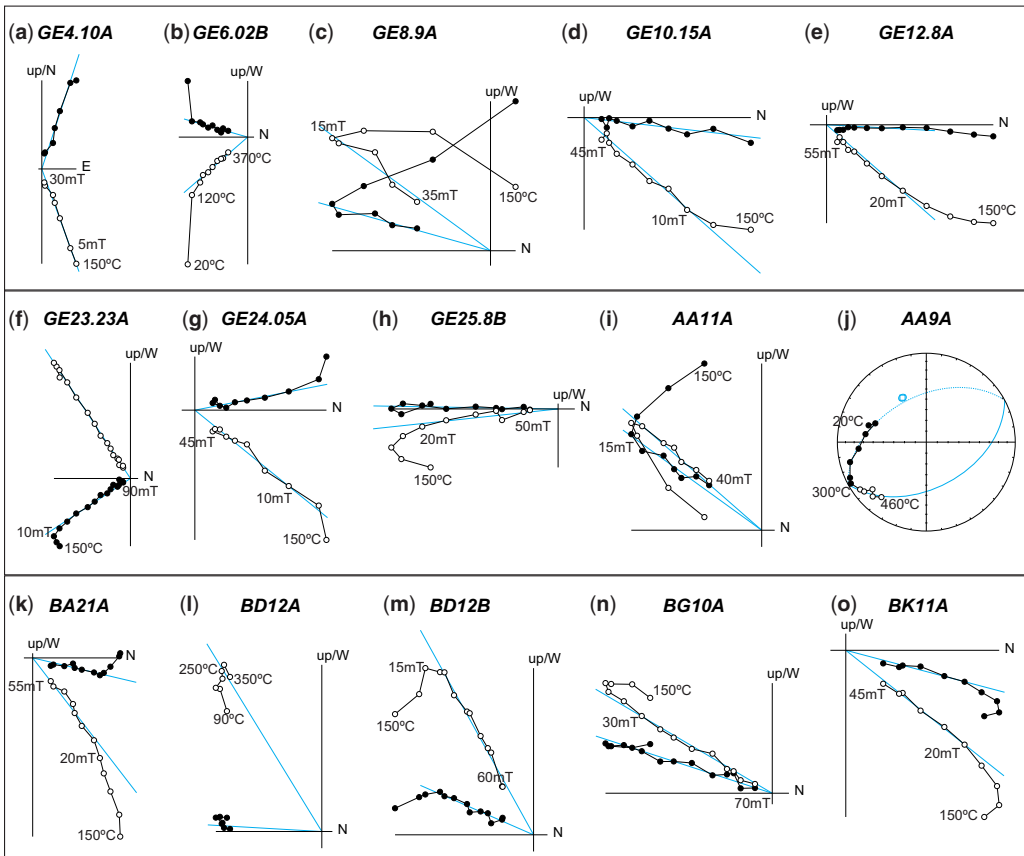 (a) GE4.10A
up/N
E
30mT
5mT
150ºC
(b) GE6.02B
up/W
N
370ºC
120ºC
20ºC
(c) GE8.9A
up/W
15mT
35mT
150ºC
N
(d) GE10.15A
up/W
N
45mT
10mT
150ºC
(e) GE12.8A
up/W
N
55mT
20mT
150ºC
(f) GE23.23A
up/W
N
90mT
10mT
150ºC
(g) GE24.05A
up/W
N
45mT
10mT
150ºC
(h) GE25.8B
up/W
N
50mT
20mT
150ºC
(i) AA11A
up/W
150ºC
15mT
40mT
N
(j) AA9A
20ºC
300ºC
460ºC
(k) BA21A
up/W
N
55mT
20mT
150ºC
(l) BD12A
up/W
250ºC
350ºC
90ºC
N
(m) BD12B
up/W
15mT
150ºC
60mT
N
(n) BG10A
up/W
150ºC
30mT
70mT
N
(o) BK11A
up/W
N
45mT
20mT
150ºC